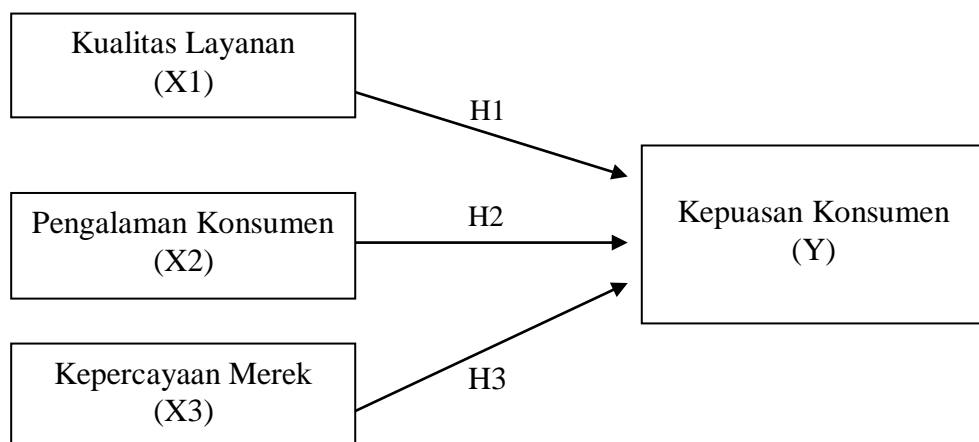 Kualitas Layanan
(X1)
H1
Pengalaman Konsumen
(X2)
H2
Kepuasan Konsumen
(Y)
Kepercayaan Merek
(X3)
H3